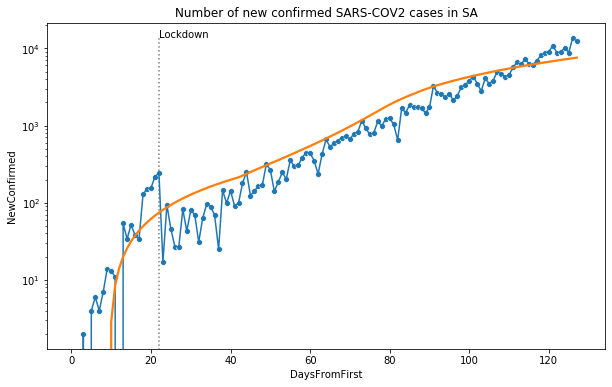 Number of new confirmed SARS-COV2 cases in SA
Lockdown
NewConfirmed
10⁴
10³
10²
10¹
0 20 40 60 80 100 120
DaysFromFirst